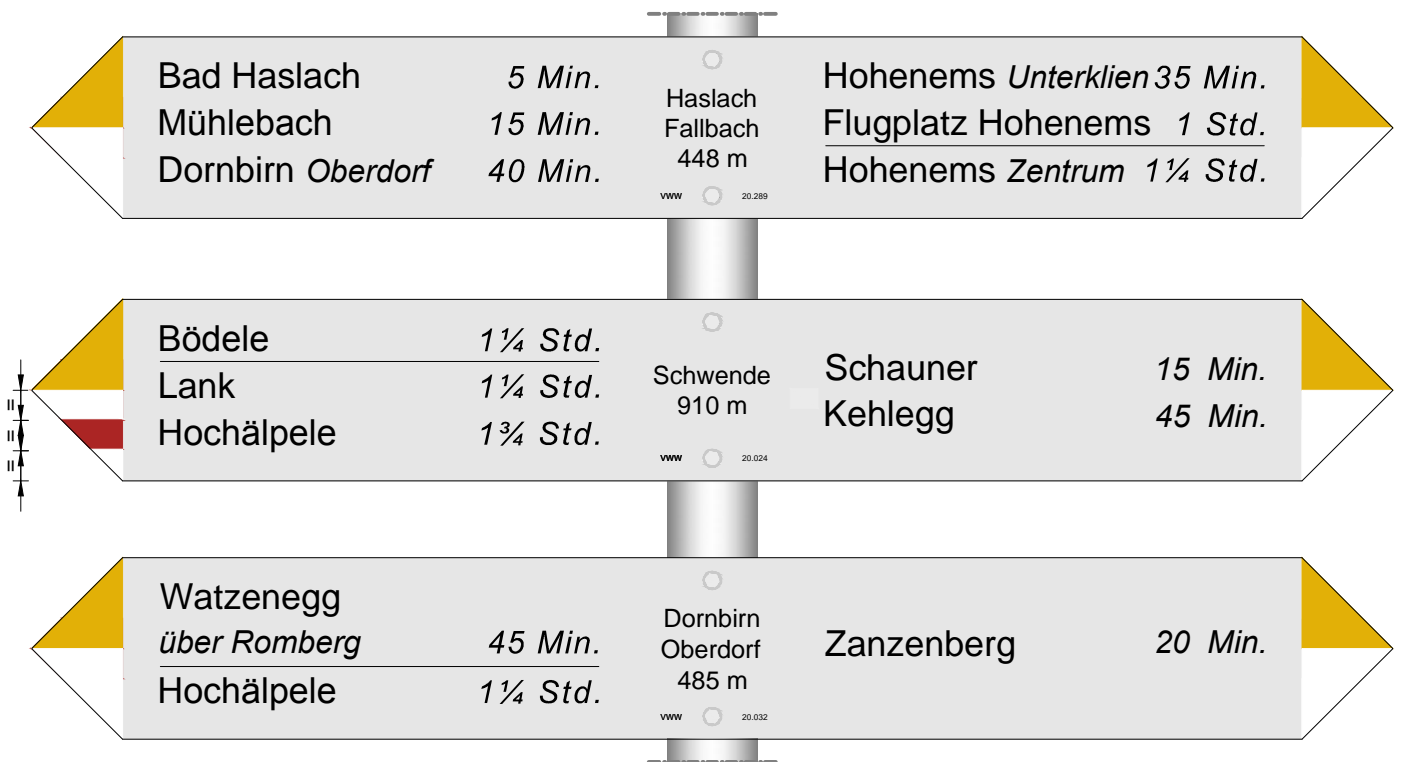 Bad Haslach 5 Min.
Mühlebach 15 Min.
Dornbirn Oberdorf 40 Min.
Haslach
Fallbach
448 m
vww 20.289
Hohenems Unterklien 35 Min.
Flugplatz Hohenems 1 Std.
Hohenems Zentrum 1¼ Std.
Bödele 1¼ Std.
Lank 1¼ Std.
Hochälpele 1¾ Std.
Schwende
910 m
vww 20.024
Schauner 15 Min.
Kehlegg 45 Min.
=
=
=
Watzenegg
über Romberg 45 Min.
Hochälpele 1¼ Std.
Dornbirn
Oberdorf
485 m
vww 20.032
Zanzenberg 20 Min.